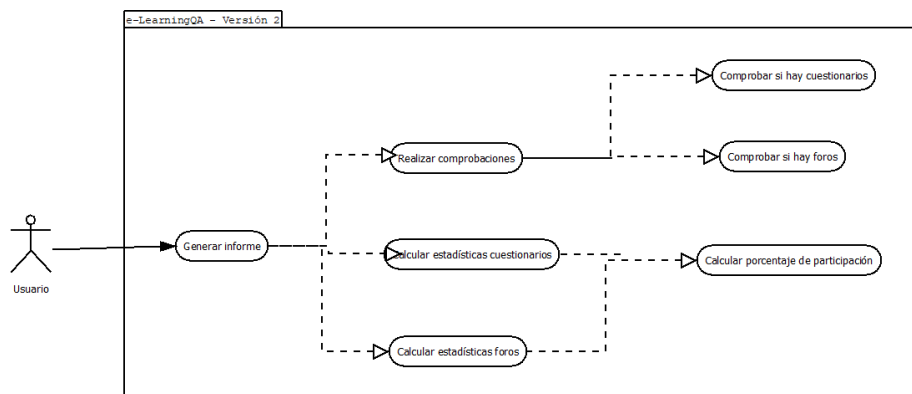 e-LearningQA - Versión 2
Comprobar si hay cuestionarios
Realizar comprobaciones
Comprobar si hay foros
Generar informe
Calcular estadísticas cuestionarios
Calcular porcentaje de participación
Usuario
Calcular estadísticas foros